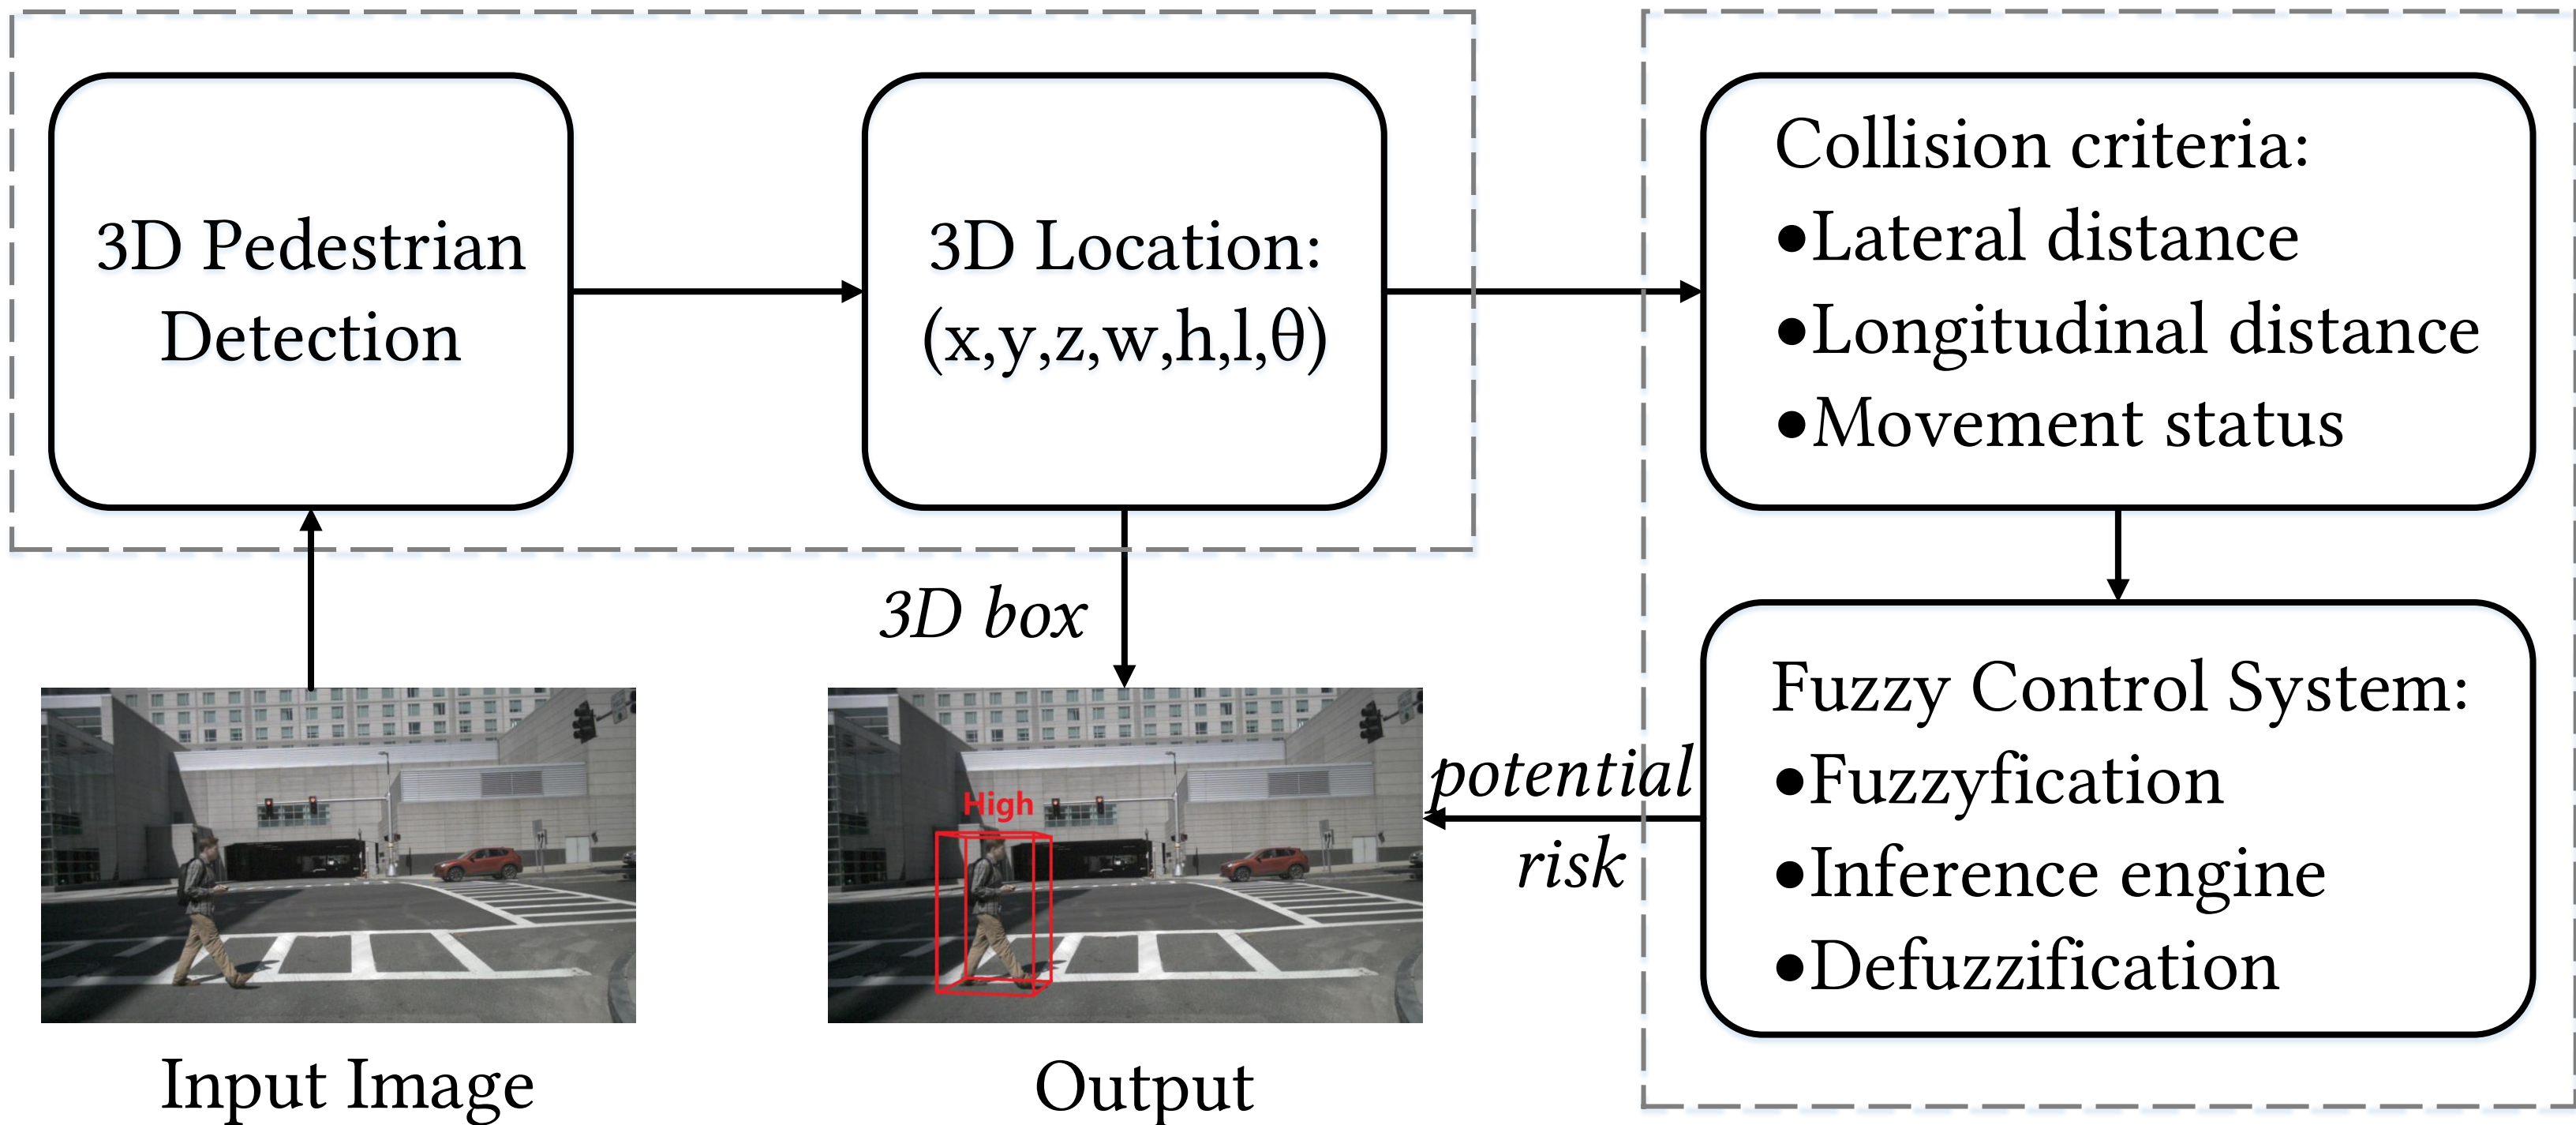 3D Pedestrian
Detection
3D Location:
(x,y,z,w,h,l,θ)
Collision criteria:
●Lateral distance
●Longitudinal distance
●Movement status
3D box
Fuzzy Control System:
●Fuzzyfication
●Inference engine
●Defuzzification
potential
risk
High
Input Image
Output